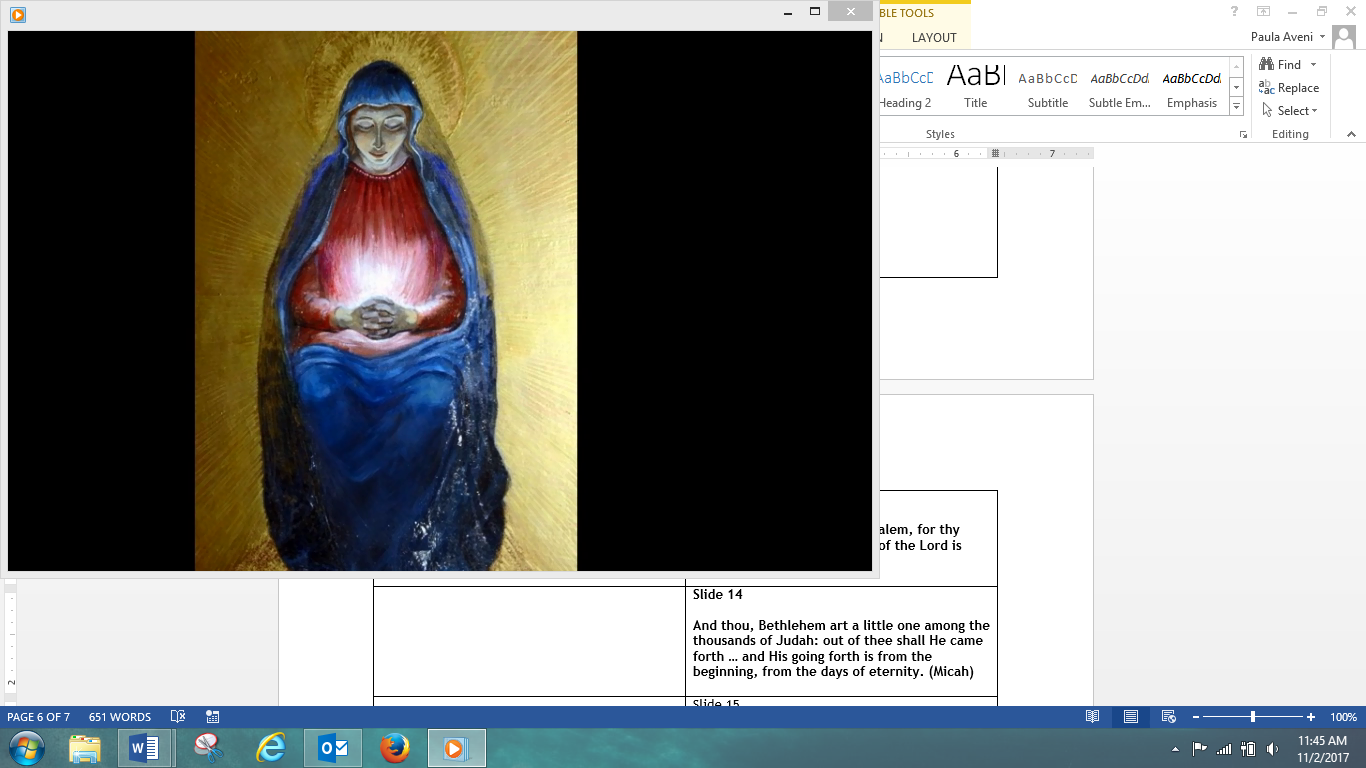 BLE TOOLS
LAYOUT
Paula Aveni
AaBbCcD
AaBbCcD
AaBbCcDd
AaBbCcDd
Heading 2
Title
Subtitle
Subtle Em...
Emphasis
Styles
Find
Replace
Select
Editing
6
7
alem, for thy
of the Lord is
Slide 14
And thou, Bethlehem art a little one among the
thousands of Judah: out of thee shall He came
forth … and His going forth is from the
beginning, from the days of eternity. (Micah)
Slide 15
2
PAGE 6 OF 7
651 WORDS
100%
11:45 AM
11/2/2017